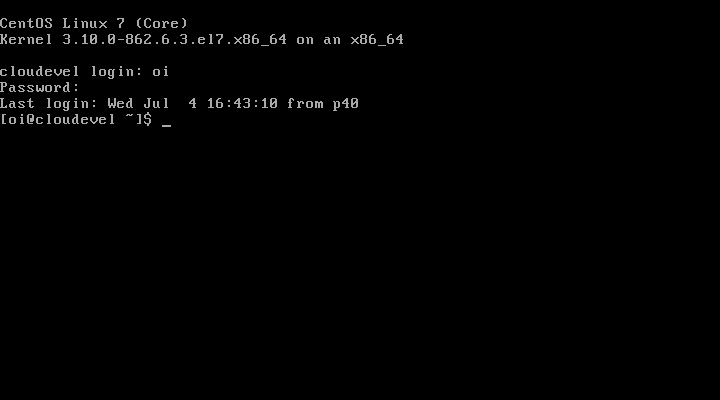 CentOS Linux 7 (Core)
Kernel 3.10.0-862.6.3.el7.x86_64 on an x86_64
cloudevel login: oi
Password:
Last login: Wed Jul  4 16:43:10 from p40
[oi@cloudevel ~]$ _